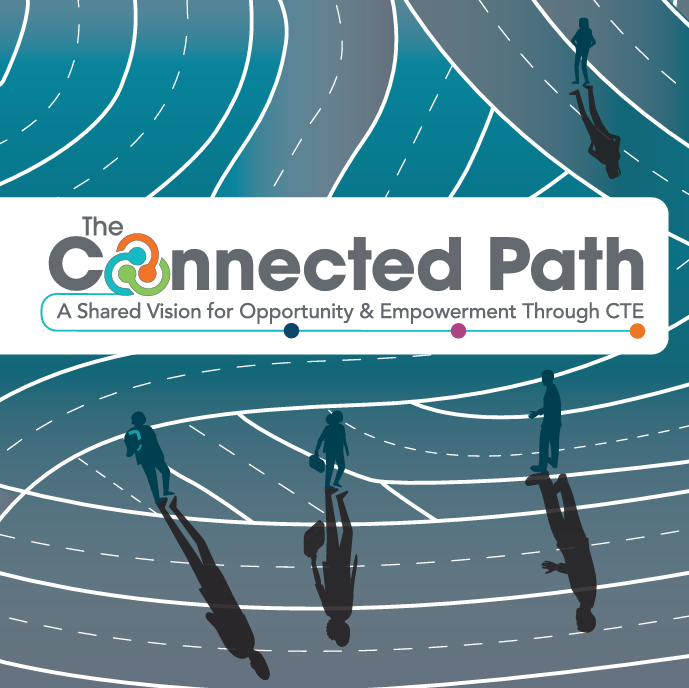 The
Connected Path
A Shared Vision for Opportunity & Empowerment Through CTE